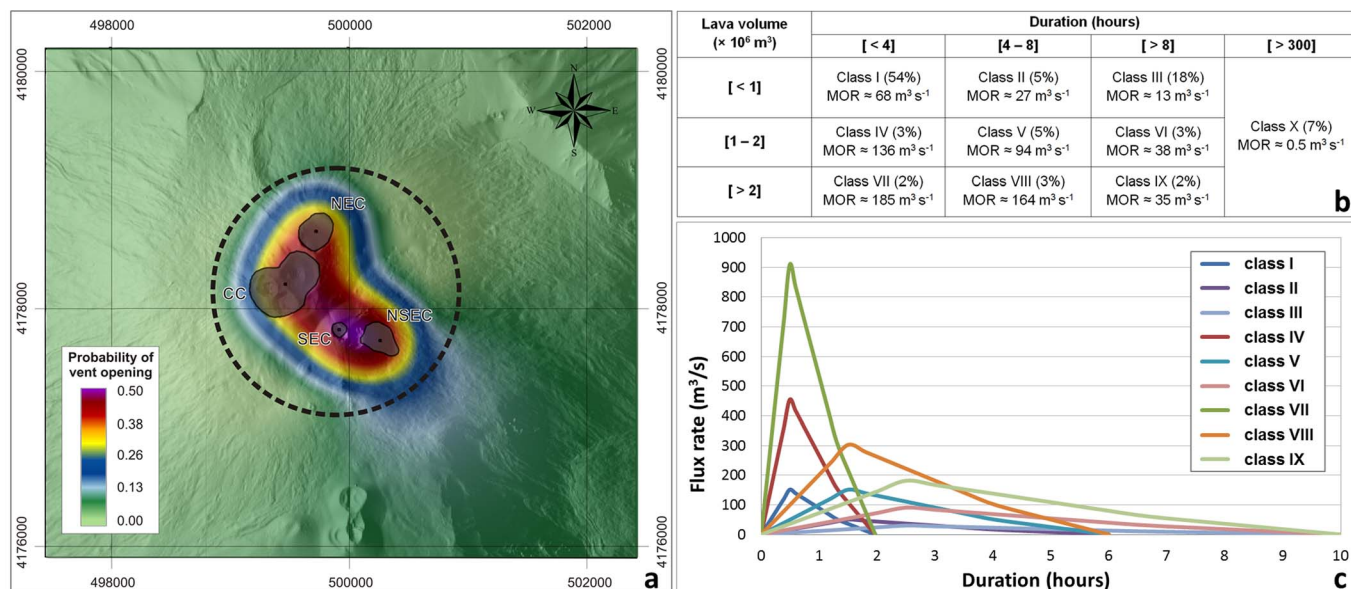 498000 500000 502000
4180000 4180000
N
W E
S
NEC
CC
4178000 4178000
NSEC
SEC
Probability of
vent opening
0.50
0.38
0.26
0.13
0.00
4176000 4176000
498000 500000 502000
a
Lava volume Duration (hours)
(× 10⁶ m³) [ < 4] [4 – 8] [ > 8] [ > 300]
[ < 1] Class I (54%) Class II (5%) Class III (18%)
MOR ≈ 68 m³ s⁻¹ MOR ≈ 27 m³ s⁻¹ MOR ≈ 13 m³ s⁻¹
[1 – 2] Class IV (3%) Class V (5%) Class VI (3%) Class X (7%)
MOR ≈ 136 m³ s⁻¹ MOR ≈ 94 m³ s⁻¹ MOR ≈ 38 m³ s⁻¹ MOR ≈ 0.5 m³ s⁻¹
[ > 2] Class VII (2%) Class VIII (3%) Class IX (2%)
MOR ≈ 185 m³ s⁻¹ MOR ≈ 164 m³ s⁻¹ MOR ≈ 35 m³ s⁻¹
b
Flux rate (m³/s)
1000
900
800
700
600
500
400
300
200
100
0
class I
class II
class III
class IV
class V
class VI
class VII
class VIII
class IX
0 1 2 3 4 5 6 7 8 9 10
Duration (hours)
c